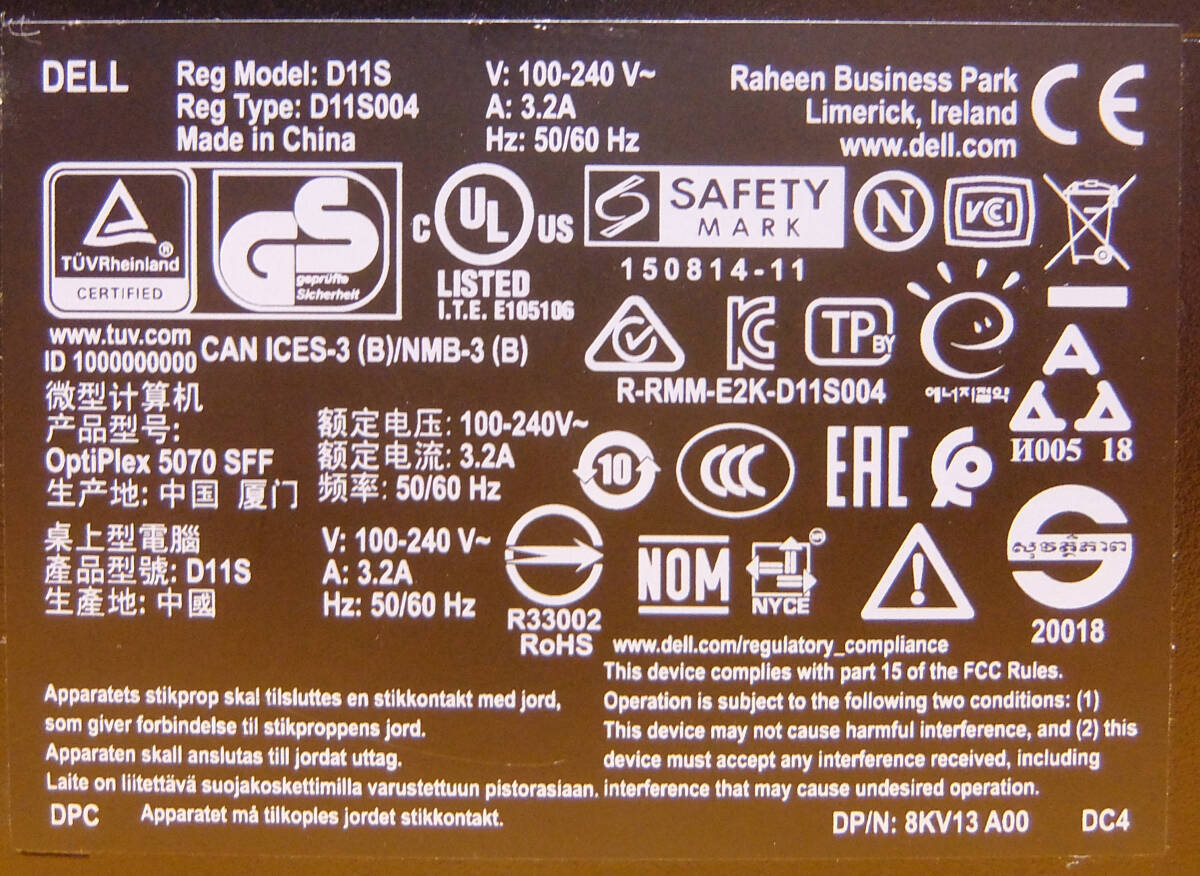 DELL
Reg Model: D11S
Reg Type: D11S004
Made in China
V: 100-240 V~
A: 3.2A
Hz: 50/60 Hz
Raheen Business Park
Limerick, Ireland
www.dell.com
CE
TÜVRheinland®
CERTIFIED
GS
geprüfte
Sicherheit
C UL US
LISTED
I.T.E. E105106
SAFETY
MARK
150814-11
N
VCI
www.tuv.com
ID 1000000000
CAN ICES-3 (B)/NMB-3 (B)
KC
TP BY
R-RMM-E2K-D11S004
에너지절약
И005 18
微型计算机
产品型号:
OptiPlex 5070 SFF
生产地: 中国 厦门
额定电压: 100-240V~
额定电流: 3.2A
频率: 50/60 Hz
10
CCC
EAC
桌上型電腦
產品型號: D11S
生產地: 中國
V: 100-240 V~
A: 3.2A
Hz: 50/60 Hz
R33002
RoHS
NOM
NYCE
20018
www.dell.com/regulatory_compliance
This device complies with part 15 of the FCC Rules.
Operation is subject to the following two conditions: (1)
This device may not cause harmful interference, and (2) this
device must accept any interference received, including
interference that may cause undesired operation.
Apparatets stikprop skal tilsluttes en stikkontakt med jord,
som giver forbindelse til stikproppens jord.
Apparaten skall anslutas till jordat uttag.
Laite on liitettävä suojakoskettimilla varustettuun pistorasiaan.
DPC
Apparatet må tilkoples jordet stikkontakt.
DP/N: 8KV13 A00
DC4